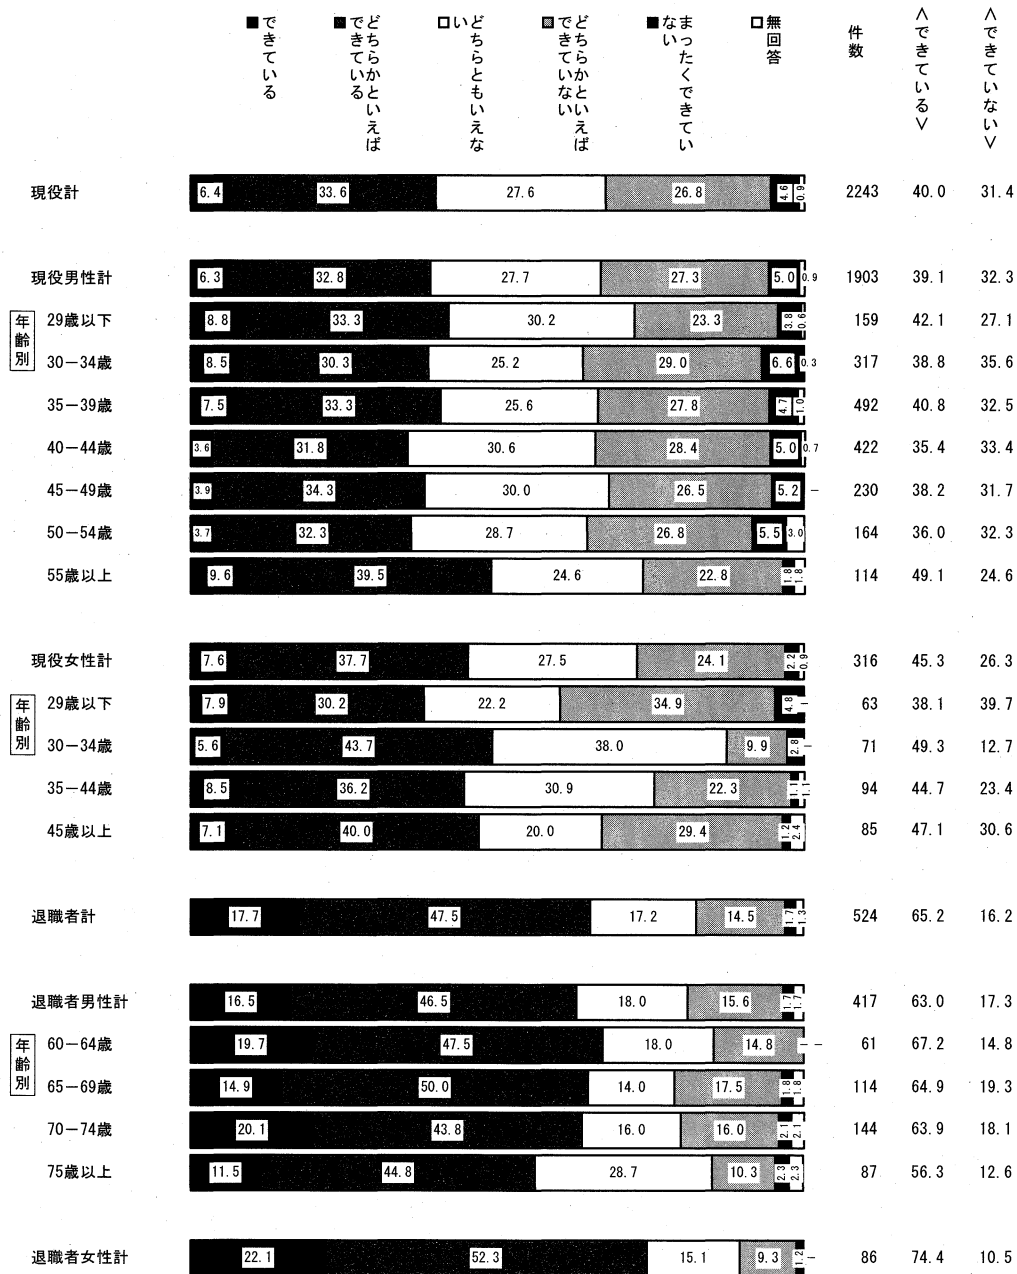 ■できている
■どちらかといえば
できている
□どちらともいえな
い
▩どちらかといえば
できていない
■まったくできてい
ない
□無回答
件数
＜できている＞
＜できていない＞
現役計 6.4 33.6 27.6 26.8 4.6 0.9 2243 40.0 31.4
現役男性計 6.3 32.8 27.7 27.3 5.0 0.9 1903 39.1 32.3
年齢別
29歳以下 8.8 33.3 30.2 23.3 3.8 0.6 159 42.1 27.1
30－34歳 8.5 30.3 25.2 29.0 6.6 0.3 317 38.8 35.6
35－39歳 7.5 33.3 25.6 27.8 4.7 1.0 492 40.8 32.5
40－44歳 3.6 31.8 30.6 28.4 5.0 0.7 422 35.4 33.4
45－49歳 3.9 34.3 30.0 26.5 5.2 － 230 38.2 31.7
50－54歳 3.7 32.3 28.7 26.8 5.5 3.0 164 36.0 32.3
55歳以上 9.6 39.5 24.6 22.8 1.8 1.8 114 49.1 24.6
現役女性計 7.6 37.7 27.5 24.1 2.2 0.9 316 45.3 26.3
年齢別
29歳以下 7.9 30.2 22.2 34.9 4.8 － 63 38.1 39.7
30－34歳 5.6 43.7 38.0 9.9 2.8 － 71 49.3 12.7
35－44歳 8.5 36.2 30.9 22.3 1.1 1.1 94 44.7 23.4
45歳以上 7.1 40.0 20.0 29.4 1.2 2.4 85 47.1 30.6
退職者計 17.7 47.5 17.2 14.5 1.7 1.3 524 65.2 16.2
退職者男性計 16.5 46.5 18.0 15.6 1.7 1.7 417 63.0 17.3
年齢別
60－64歳 19.7 47.5 18.0 14.8 － － 61 67.2 14.8
65－69歳 14.9 50.0 14.0 17.5 1.8 1.8 114 64.9 19.3
70－74歳 20.1 43.8 16.0 16.0 2.1 2.1 144 63.9 18.1
75歳以上 11.5 44.8 28.7 10.3 2.3 2.3 87 56.3 12.6
退職者女性計 22.1 52.3 15.1 9.3 1.2 － 86 74.4 10.5